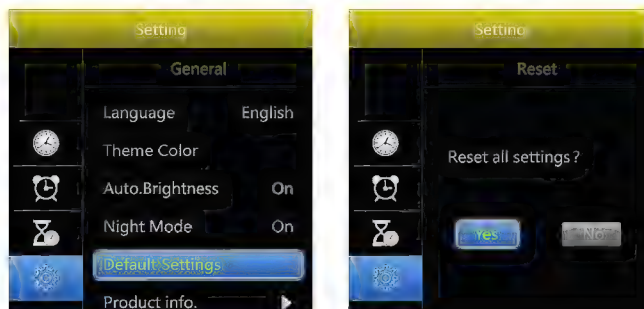 Setting
General
Language English
Theme Color
Auto.Brightness On
Night Mode On
Default Settings
Product info.
Setting
Reset
Reset all settings?
Yes No